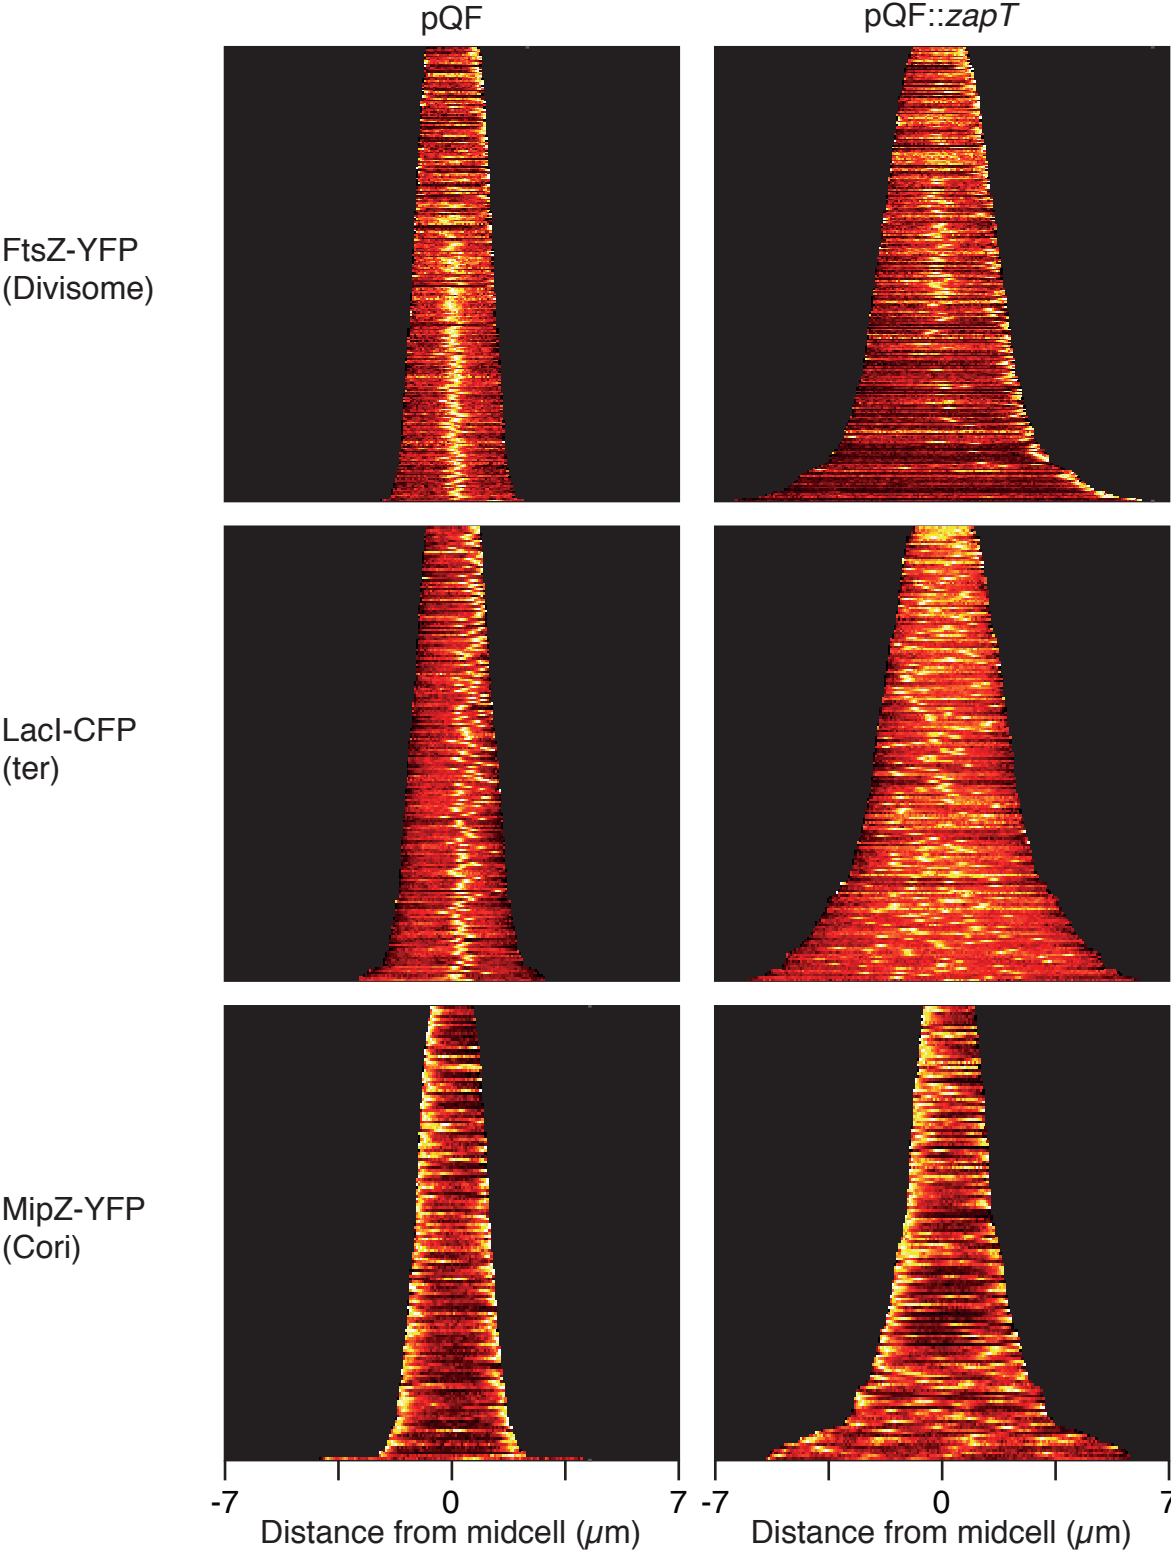 pQF
pQF::zapT
FtsZ-YFP
(Divisome)
LacI-CFP
(ter)
MipZ-YFP
(Cori)
-7 0 7
-7 0 7
Distance from midcell (µm)
Distance from midcell (µm)